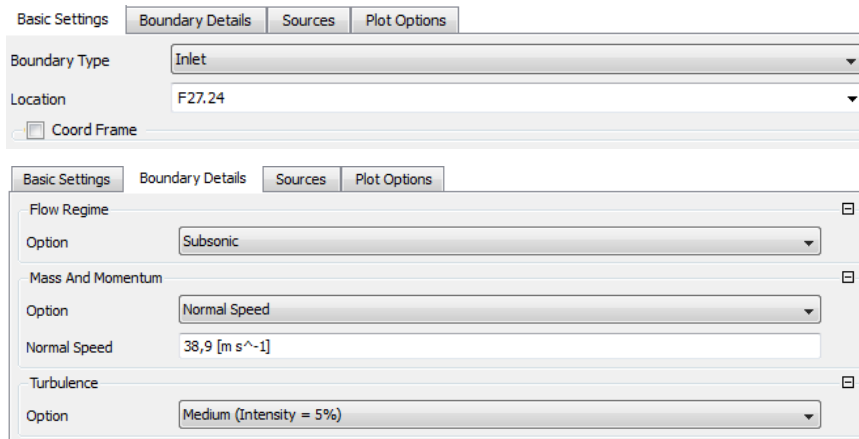 Basic Settings Boundary Details Sources Plot Options
Boundary Type Inlet
Location F27.24
Coord Frame
Basic Settings Boundary Details Sources Plot Options
Flow Regime
Option Subsonic
Mass And Momentum
Option Normal Speed
Normal Speed 38,9 [m s^-1]
Turbulence
Option Medium (Intensity = 5%)